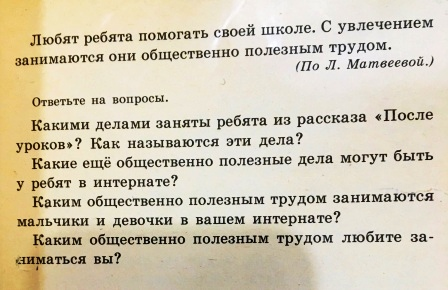 Любят ребята помогать своей школе. С увлечением
занимаются они общественно полезным трудом.
(По Л. Матвеевой.)
Ответьте на вопросы.
Какими делами заняты ребята из рассказа «После
уроков»? Как называются эти дела?
Какие ещё общественно полезные дела могут быть
у ребят в интернате?
Каким общественно полезным трудом занимаются
мальчики и девочки в вашем интернате?
Каким общественно полезным трудом любите за-
ниматься вы?